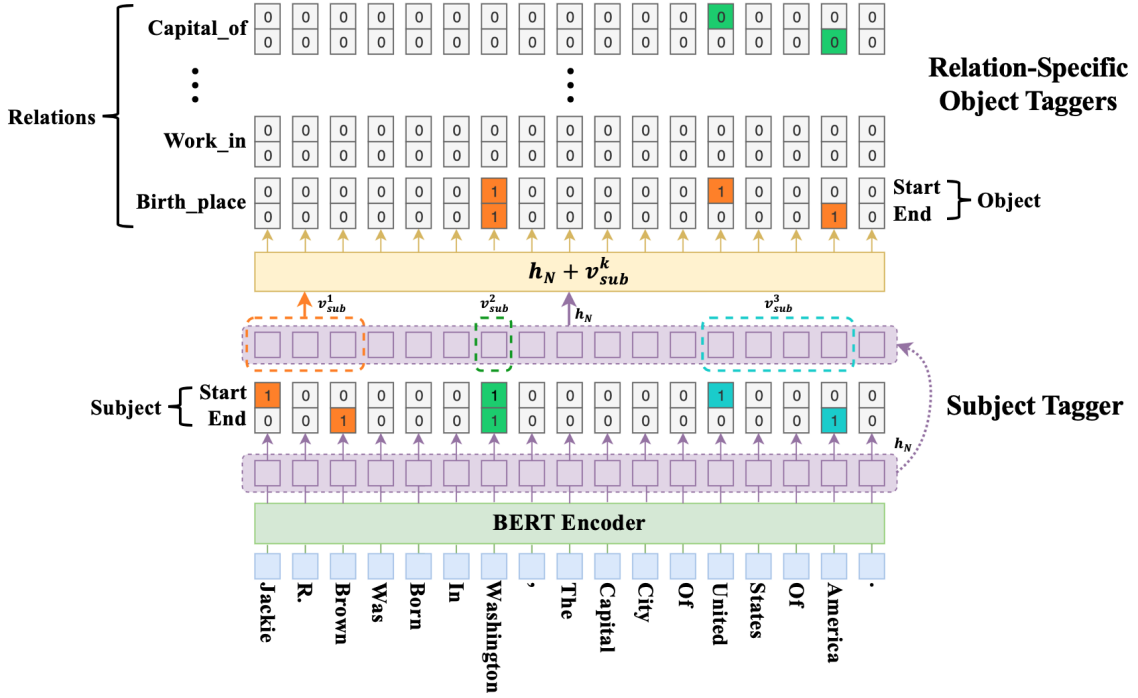 Capital_of
0 0 0 0 0 0 0 0 0 0 0 0 0 0 0 0 0
0 0 0 0 0 0 0 0 0 0 0 0 0 0 0 0 0
Relation-Specific
Object Taggers
Relations
Work_in
0 0 0 0 0 0 0 0 0 0 0 0 0 0 0 0 0
0 0 0 0 0 0 0 0 0 0 0 0 0 0 0 0 0
Birth_place
0 0 0 0 0 0 1 0 0 0 0 0 1 0 0 0 0
0 0 0 0 0 0 1 0 0 0 0 0 0 0 0 1 0
Start
End
Object
h_N + v^k_sub
v^1_sub
v^2_sub
h_N
v^3_sub
Subject
Start
1 0 0 0 0 0 1 0 0 0 0 0 1 0 0 0 0
End
0 0 1 0 0 0 1 0 0 0 0 0 0 0 0 1 0
Subject Tagger
h_N
BERT Encoder
Jackie
R.
Brown
Was
Born
In
Washington
,
The
Capital
City
Of
United
States
Of
America
.